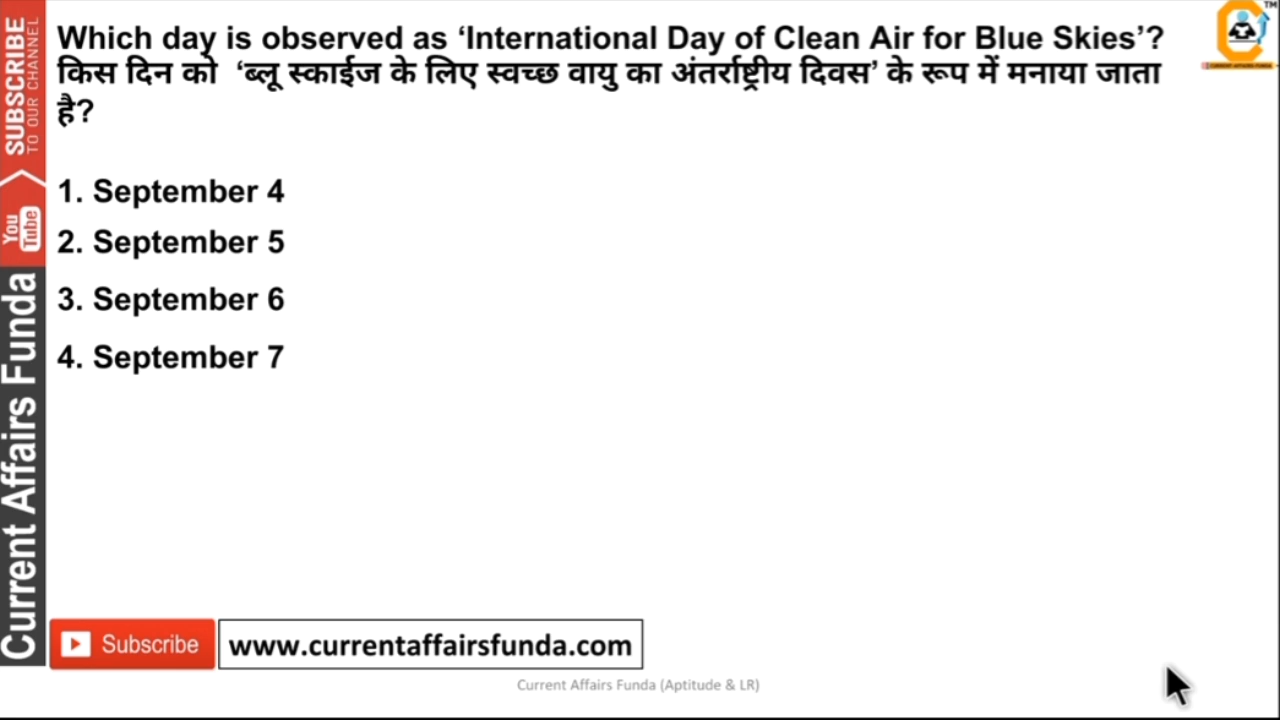 Which day is observed as ‘International Day of Clean Air for Blue Skies’?
किस दिन को ‘ब्लू स्काईज के लिए स्वच्छ वायु का अंतर्राष्ट्रीय दिवस’ के रूप में मनाया जाता
है?
1. September 4
2. September 5
3. September 6
4. September 7
SUBSCRIBE
TO OUR CHANNEL
You
Tube
Current Affairs Funda
TM
Subscribe
www.currentaffairsfunda.com
Current Affairs Funda (Aptitude & LR)